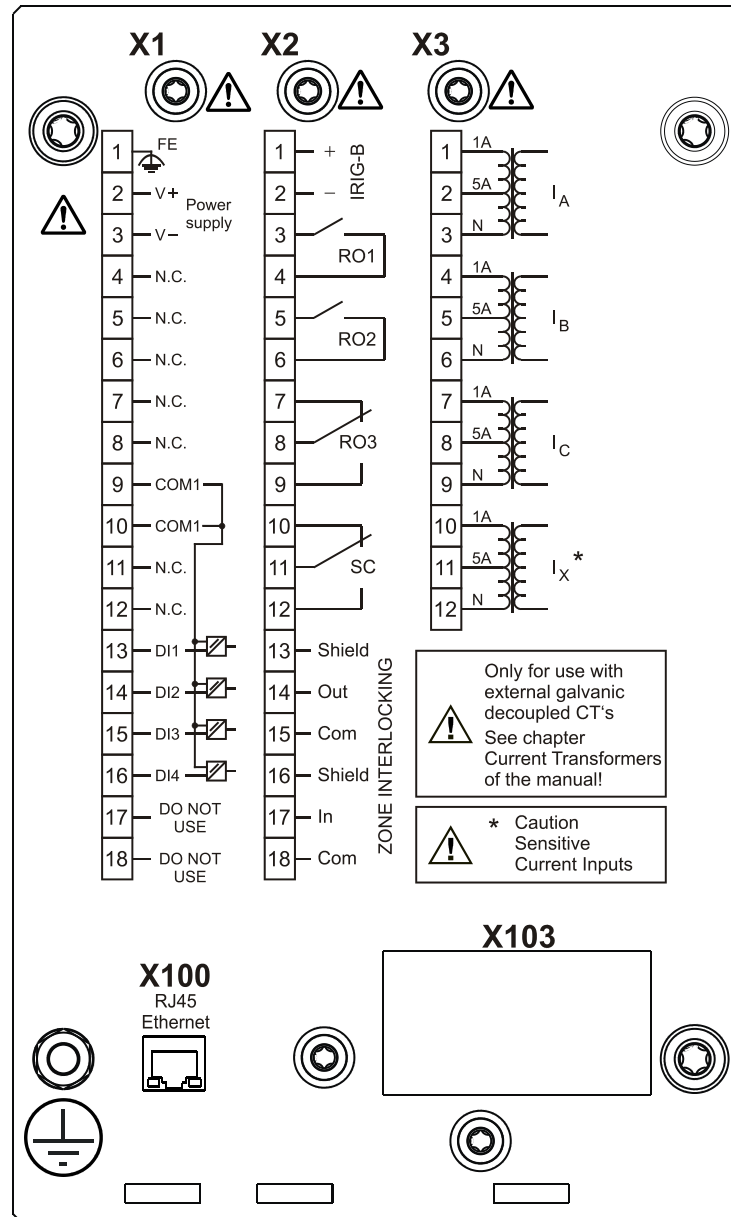 X1 X2 X3
1 FE
2 V+ Power
supply
3 V−
4 N.C.
5 N.C.
6 N.C.
7 N.C.
8 N.C.
9 COM1
10 COM1
11 N.C.
12 N.C.
13 DI1
14 DI2
15 DI3
16 DI4
17 DO NOT
USE
18 DO NOT
USE
1 + IRIG-B
2 −
3
RO1
4
5
RO2
6
7
8 RO3
9
10
11 SC
12
13 Shield
14 Out
15 Com
16 Shield
17 In
18 Com
ZONE INTERLOCKING
1 1A
2 5A IA
3 N
4 1A
5 5A IB
6 N
7 1A
8 5A IC
9 N
10 1A
11 5A IX *
12 N
Only for use with
external galvanic
decoupled CT‘s
See chapter
Current Transformers
of the manual!
* Caution
Sensitive
Current Inputs
X100
RJ45
Ethernet
X103